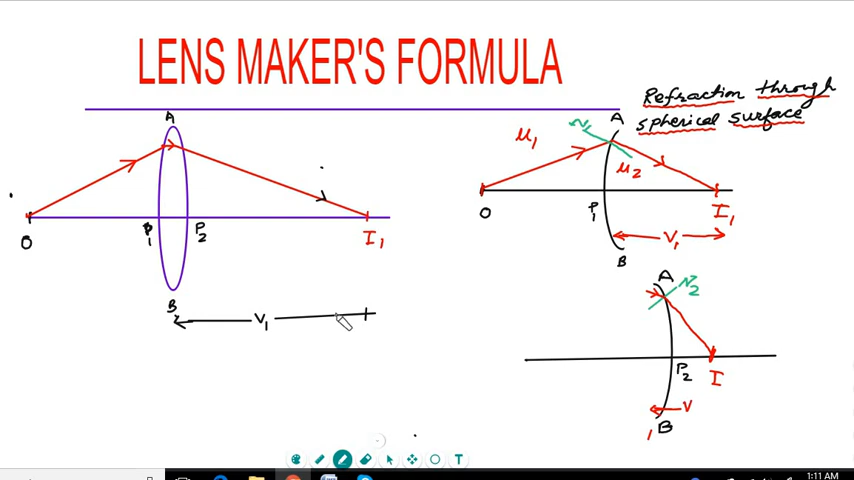 LENS MAKER'S FORMULA
Refraction through
spherical surface
A
O
P1
P2
I1
B
V1
A
N1
μ1
μ2
O
P1
I1
V1
B
A
N2
P2
I
V
B
T
1:11 AM